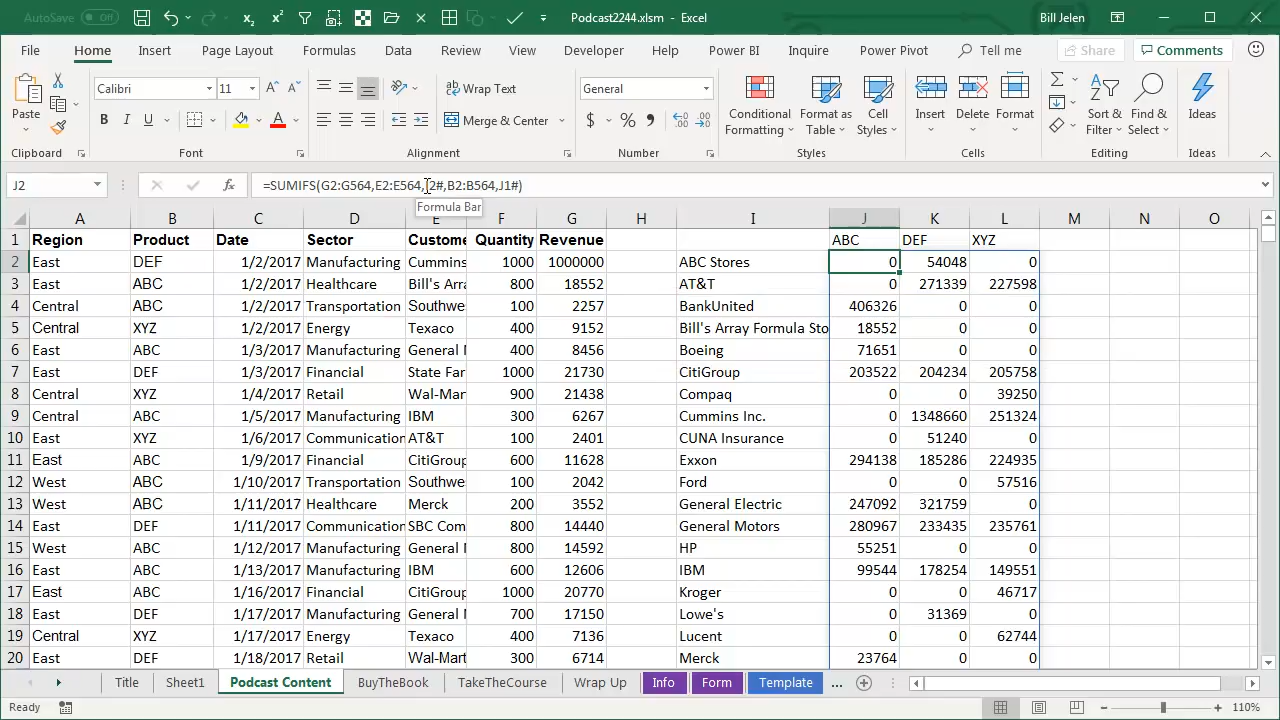 AutoSave Off Podcast2244.xlsm - Excel Bill Jelen
File Home Insert Page Layout Formulas Data Review View Developer Help Power BI Inquire Power Pivot Tell me Share Comments
Paste Calibri 11 Wrap Text General Conditional Formatting Format as Table Cell Styles Insert Delete Format Sort & Filter Find & Select Ideas
B I U A Merge & Center $ %
Clipboard Font Alignment Number Styles Cells Editing Ideas
J2 fx =SUMIFS(G2:G564,E2:E564,I2#,B2:B564,J1#)
Formula Bar
A B C D E F G H I J K L M N O
1 Region Product Date Sector Custome Quantity Revenue ABC DEF XYZ
2 East DEF 1/2/2017 Manufacturing Cummins 1000 1000000 ABC Stores 0 54048 0
3 East ABC 1/2/2017 Healthcare Bill's Arra 800 18552 AT&T 0 271339 227598
4 Central ABC 1/2/2017 Transportation Southwe 100 2257 BankUnited 406326 0 0
5 Central XYZ 1/2/2017 Energy Texaco 400 9152 Bill's Array Formula Sto 18552 0 0
6 East ABC 1/3/2017 Manufacturing General M 400 8456 Boeing 71651 0 0
7 East DEF 1/3/2017 Financial State Far 1000 21730 CitiGroup 203522 204234 205758
8 Central XYZ 1/4/2017 Retail Wal-Mar 900 21438 Compaq 0 0 39250
9 Central ABC 1/5/2017 Manufacturing IBM 300 6267 Cummins Inc. 0 1348660 251324
10 East XYZ 1/6/2017 Communication AT&T 100 2401 CUNA Insurance 0 51240 0
11 East ABC 1/9/2017 Financial CitiGroup 600 11628 Exxon 294138 185286 224935
12 West ABC 1/10/2017 Transportation Southwe 100 2042 Ford 0 0 57516
13 West ABC 1/11/2017 Healthcare Merck 200 3552 General Electric 247092 321759 0
14 East DEF 1/11/2017 Communication SBC Com 800 14440 General Motors 280967 233435 235761
15 West ABC 1/12/2017 Manufacturing General M 800 14592 HP 55251 0 0
16 East ABC 1/13/2017 Manufacturing IBM 600 12606 IBM 99544 178254 149551
17 East ABC 1/16/2017 Financial CitiGroup 1000 20770 Kroger 0 0 46717
18 East DEF 1/17/2017 Manufacturing General M 700 17150 Lowe's 0 31369 0
19 Central XYZ 1/17/2017 Energy Texaco 400 7136 Lucent 0 0 62744
20 East DEF 1/18/2017 Retail Wal-Mart 300 6714 Merck 23764 0 0
Title Sheet1 Podcast Content BuyTheBook TakeTheCourse Wrap Up Info Form Template ...
Ready 110%